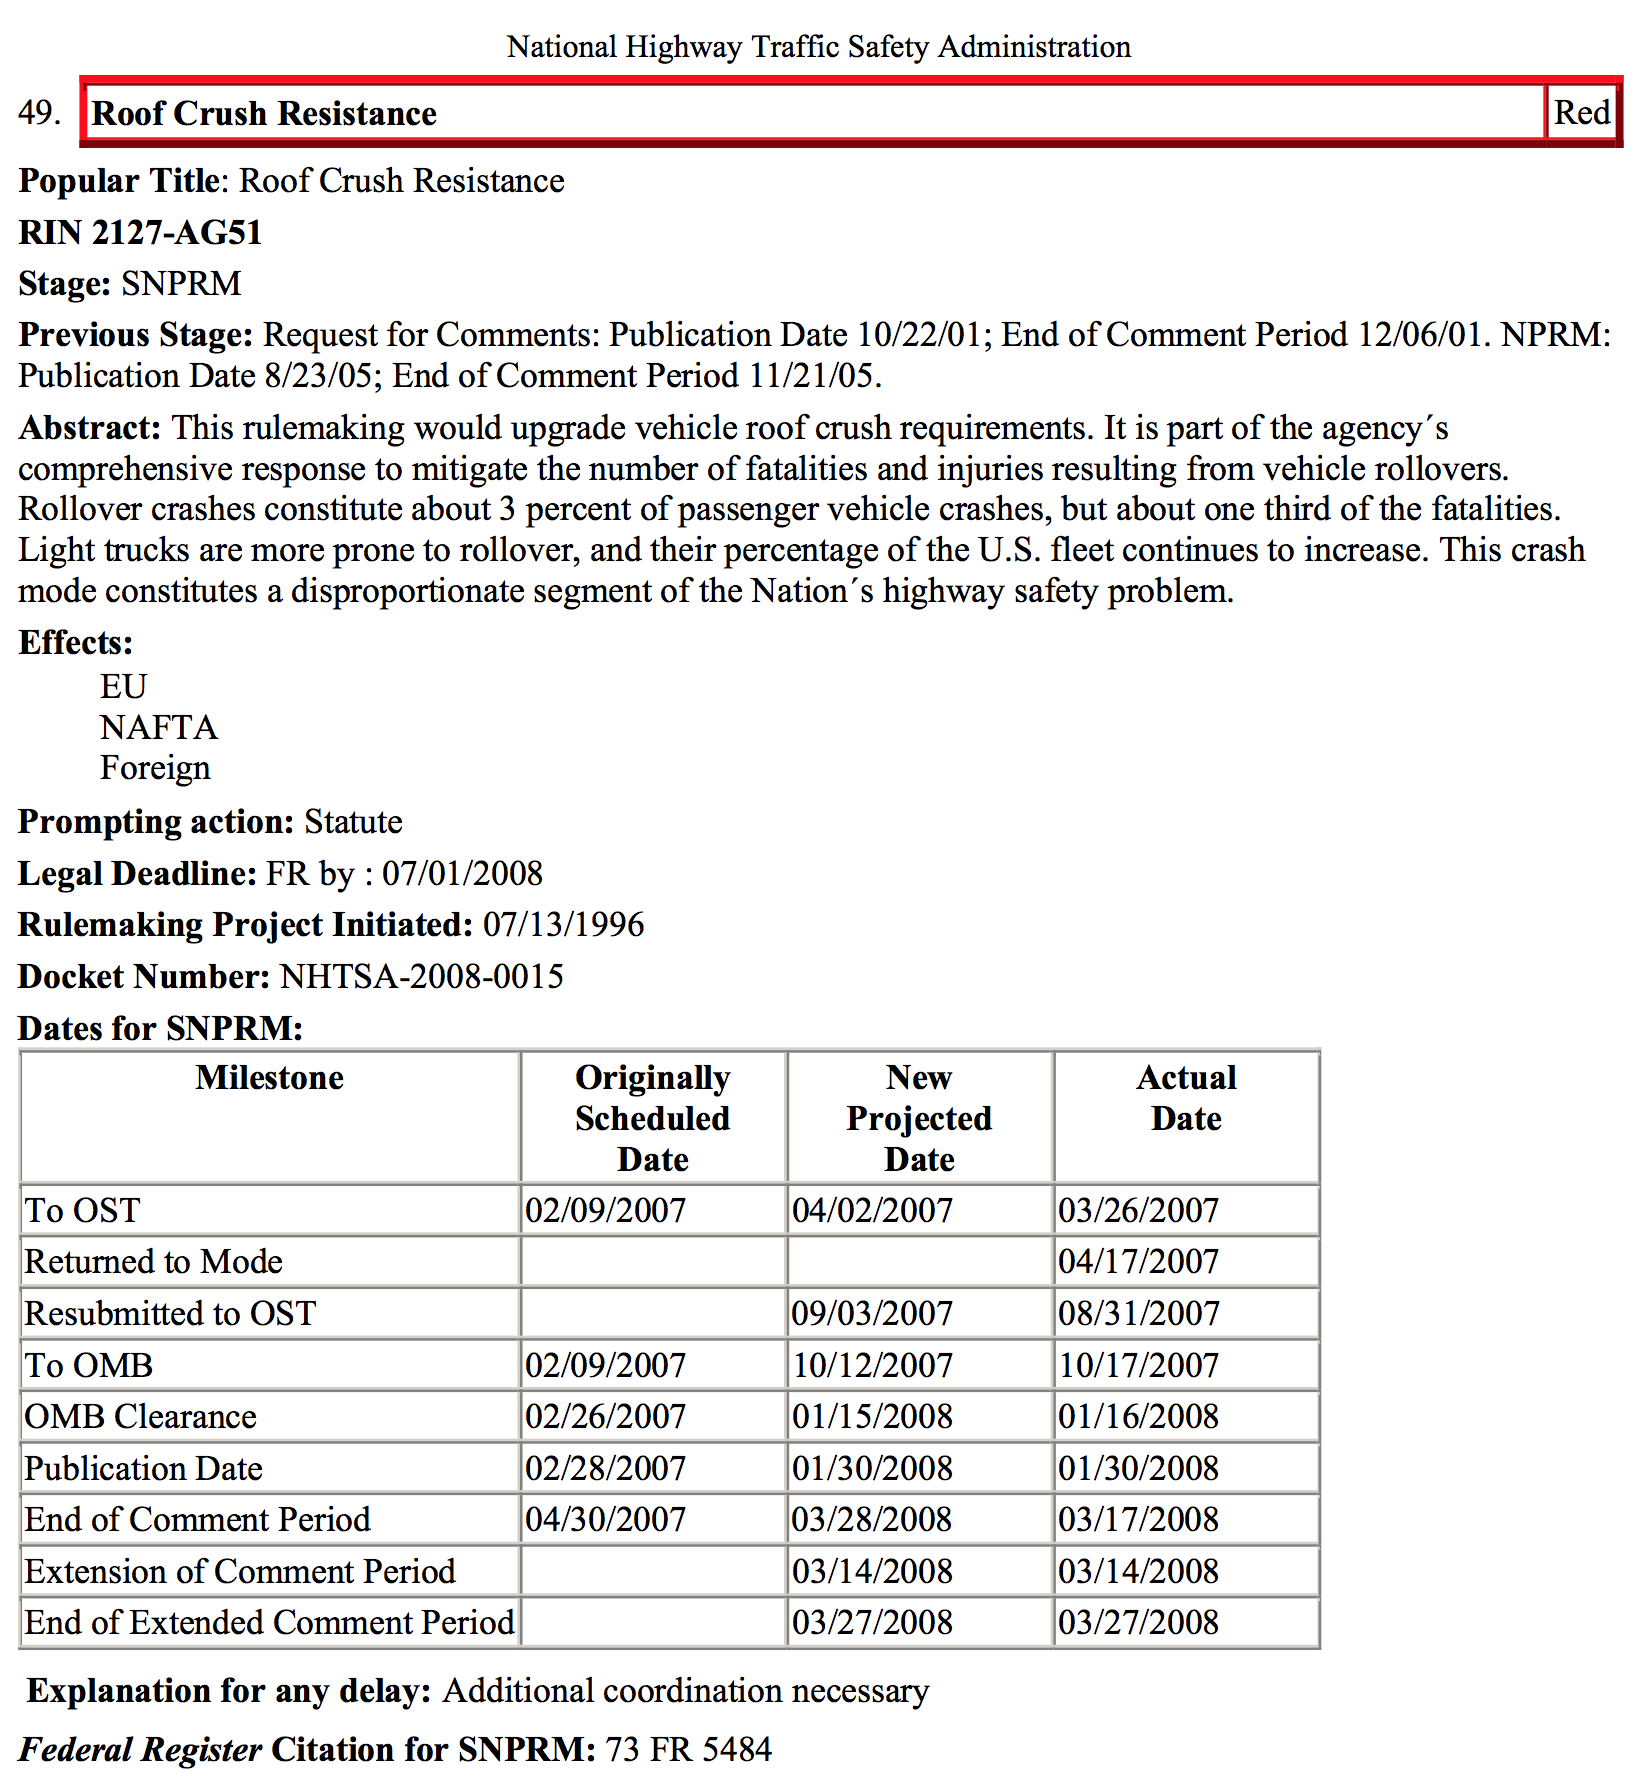 National Highway Traffic Safety Administration
49. Roof Crush Resistance Red
Popular Title: Roof Crush Resistance
RIN 2127-AG51
Stage: SNPRM
Previous Stage: Request for Comments: Publication Date 10/22/01; End of Comment Period 12/06/01. NPRM:
Publication Date 8/23/05; End of Comment Period 11/21/05.
Abstract: This rulemaking would upgrade vehicle roof crush requirements. It is part of the agency´s
comprehensive response to mitigate the number of fatalities and injuries resulting from vehicle rollovers.
Rollover crashes constitute about 3 percent of passenger vehicle crashes, but about one third of the fatalities.
Light trucks are more prone to rollover, and their percentage of the U.S. fleet continues to increase. This crash
mode constitutes a disproportionate segment of the Nation´s highway safety problem.
Effects:
EU
NAFTA
Foreign
Prompting action: Statute
Legal Deadline: FR by : 07/01/2008
Rulemaking Project Initiated: 07/13/1996
Docket Number: NHTSA-2008-0015
Dates for SNPRM:
Milestone Originally New Actual
Scheduled Projected Date
Date Date
To OST 02/09/2007 04/02/2007 03/26/2007
Returned to Mode 04/17/2007
Resubmitted to OST 09/03/2007 08/31/2007
To OMB 02/09/2007 10/12/2007 10/17/2007
OMB Clearance 02/26/2007 01/15/2008 01/16/2008
Publication Date 02/28/2007 01/30/2008 01/30/2008
End of Comment Period 04/30/2007 03/28/2008 03/17/2008
Extension of Comment Period 03/14/2008 03/14/2008
End of Extended Comment Period 03/27/2008 03/27/2008
Explanation for any delay: Additional coordination necessary
Federal Register Citation for SNPRM: 73 FR 5484